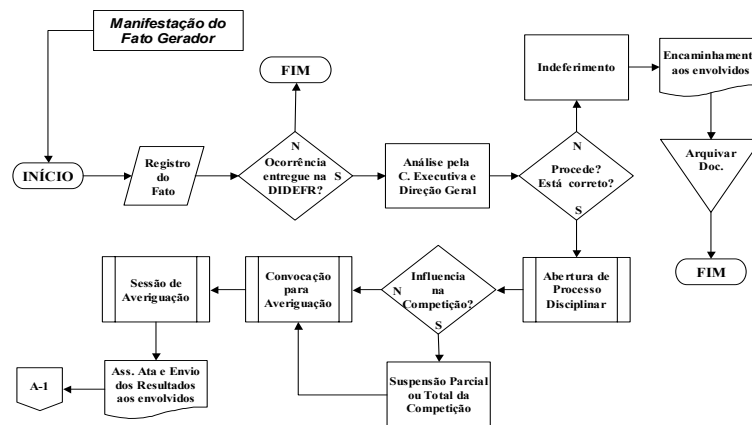 Manifestação do
Fato Gerador
FIM
N
Ocorrência
entregue na
DIDEFR?
S
INÍCIO
Registro
do
Fato
Análise pela
C. Executiva e
Direção Geral
Indeferimento
N
Procede?
Está correto?
S
Encaminhament
aos envolvidos
Arquivar
Doc.
FIM
Abertura de
Processo
Disciplinar
Influencia
na
Competição?
N
S
Convocação
para
Averiguação
Sessão de
Averiguação
Suspensão Parcial
ou Total da
Competição
Ass. Ata e Envio
dos Resultados
aos envolvidos
A-1